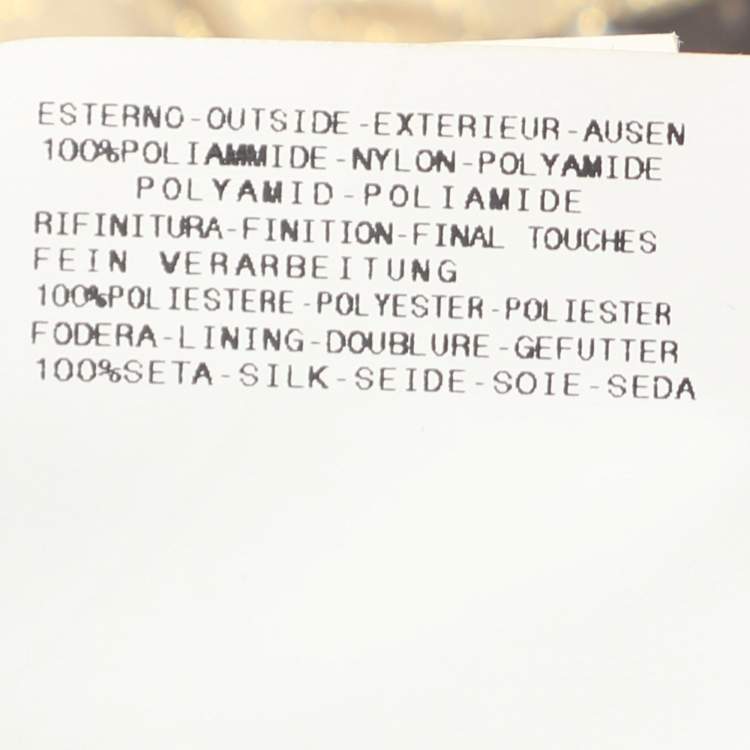 ESTERNO-OUTSIDE-EXTERIEUR-AUSEN
100%POLIAMMIDE-NYLON-POLYAMIDE
POLYAMID-POLIAMIDE
RIFINITURA-FINITION-FINAL TOUCHES
FEIN VERARBEITUNG
100%POLIESTERE-POLYESTER-POLIESTER
FODERA-LINING-DOUBLURE-GEFUTTER
100%SETA-SILK-SEIDE-SOIE-SEDA